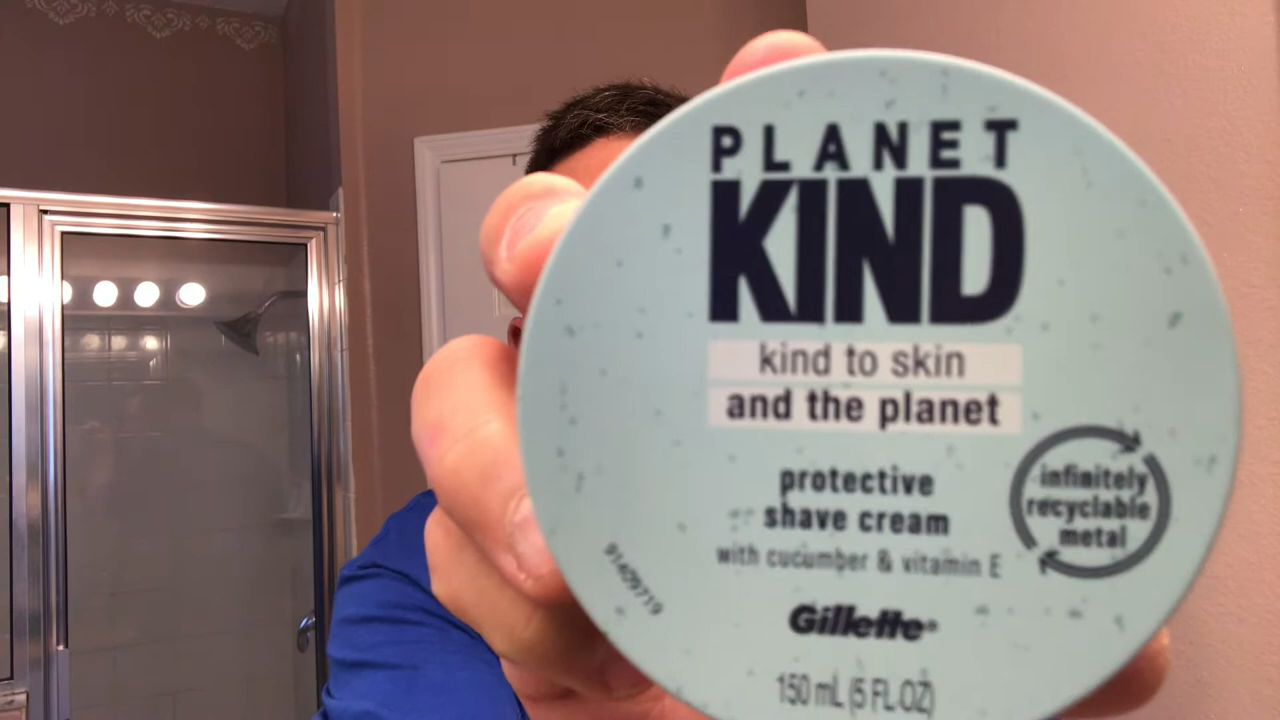 PLANET
KIND
kind to skin
and the planet
protective
shave cream
with cucumber & vitamin E
infinitely
recyclable
metal
91409719
Gillette®
150 mL (5 FL.OZ)